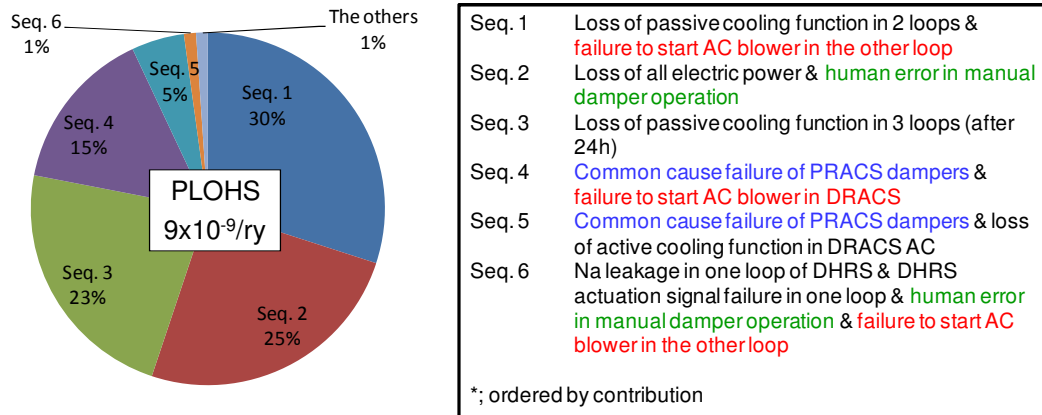 Seq. 6
1%
The others
1%
Seq. 5
5%
Seq. 1
30%
Seq. 4
15%
PLOHS
9x10⁻⁹/ry
Seq. 3
23%
Seq. 2
25%
Seq. 1 Loss of passive cooling function in 2 loops &
failure to start AC blower in the other loop
Seq. 2 Loss of all electric power & human error in manual
damper operation
Seq. 3 Loss of passive cooling function in 3 loops (after
24h)
Seq. 4 Common cause failure of PRACS dampers &
failure to start AC blower in DRACS
Seq. 5 Common cause failure of PRACS dampers & loss
of active cooling function in DRACS AC
Seq. 6 Na leakage in one loop of DHRS & DHRS
actuation signal failure in one loop & human error
in manual damper operation & failure to start AC
blower in the other loop
*; ordered by contribution